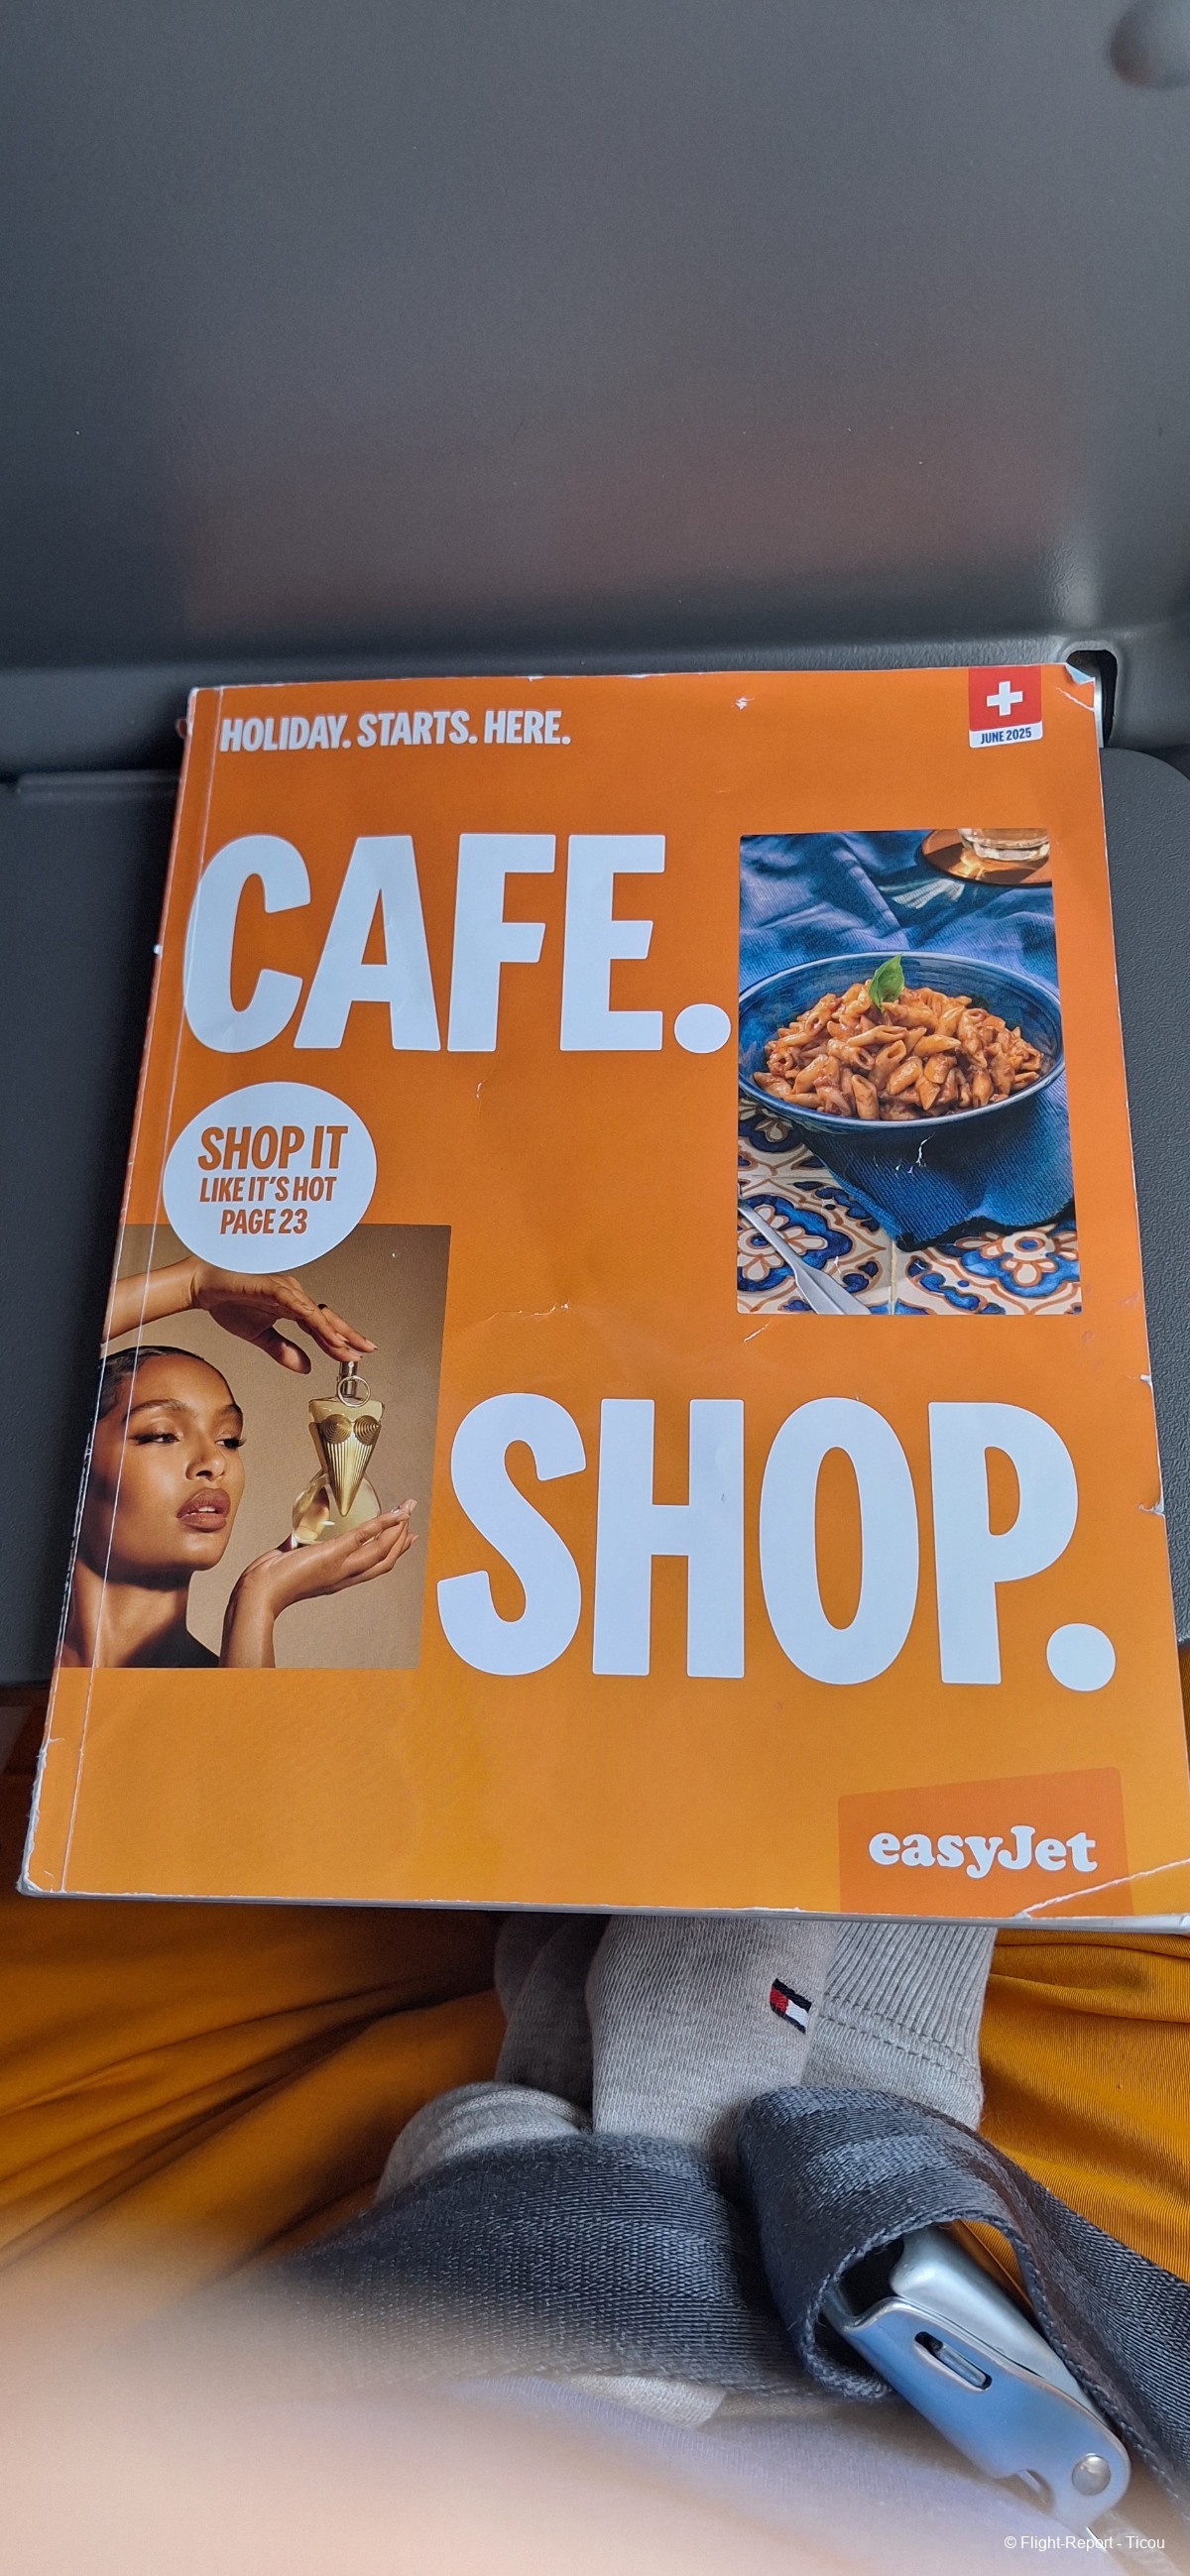 HOLIDAY. STARTS. HERE.
JUNE 2025
CAFE.
SHOP IT
LIKE IT'S HOT
PAGE 23
SHOP.
easyJet
© Flight-Report - Ticou